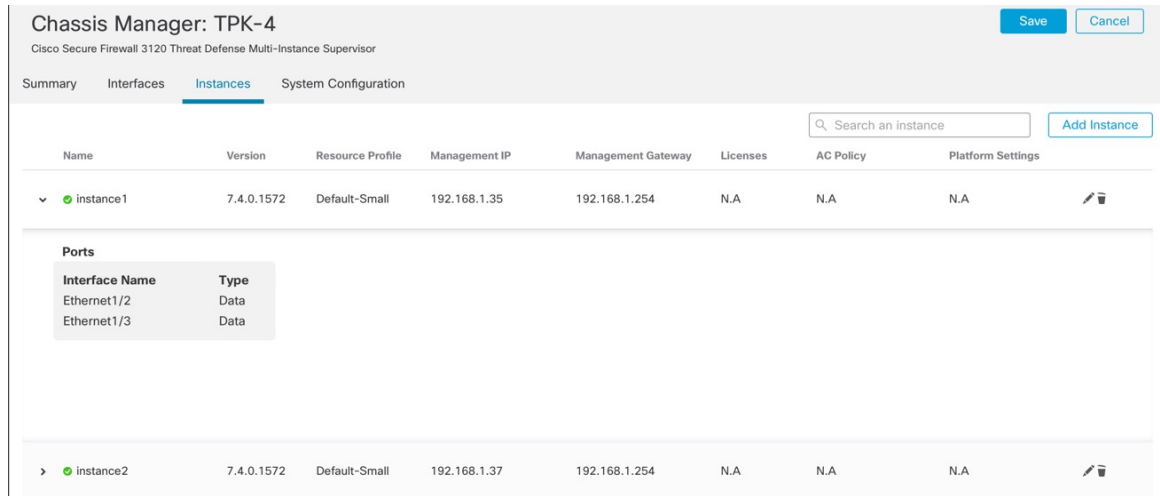 Chassis Manager: TPK-4
Save Cancel
Cisco Secure Firewall 3120 Threat Defense Multi-Instance Supervisor
Summary Interfaces Instances System Configuration
Search an instance Add Instance
Name Version Resource Profile Management IP Management Gateway Licenses AC Policy Platform Settings
instance1 7.4.0.1572 Default-Small 192.168.1.35 192.168.1.254 N.A N.A N.A
Ports
Interface Name Type
Ethernet1/2 Data
Ethernet1/3 Data
instance2 7.4.0.1572 Default-Small 192.168.1.37 192.168.1.254 N.A N.A N.A